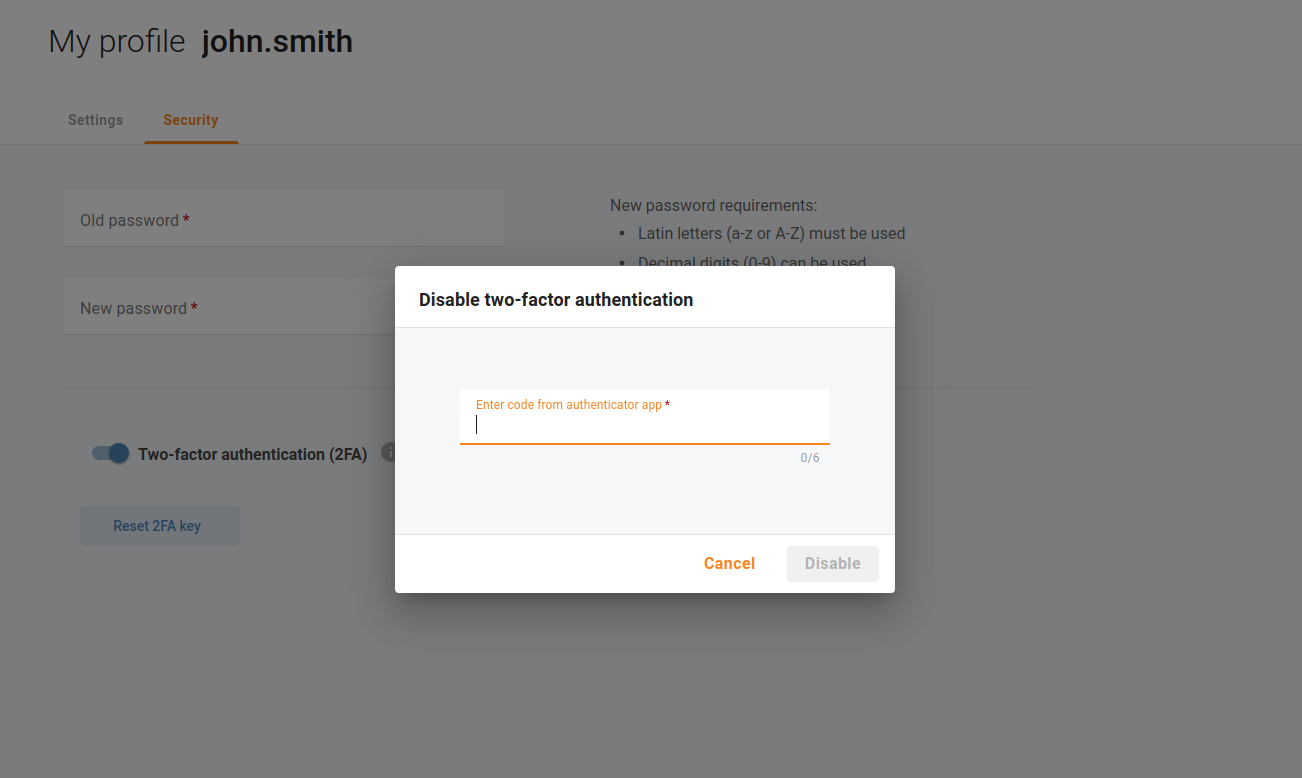 My profile john.smith
Settings
Security
Old password *
New password requirements:
• Latin letters (a-z or A-Z) must be used
• Decimal digits (0-9) can be used
New password *
Disable two-factor authentication
Enter code from authenticator app *
0/6
Two-factor authentication (2FA)
i
Reset 2FA key
Cancel
Disable